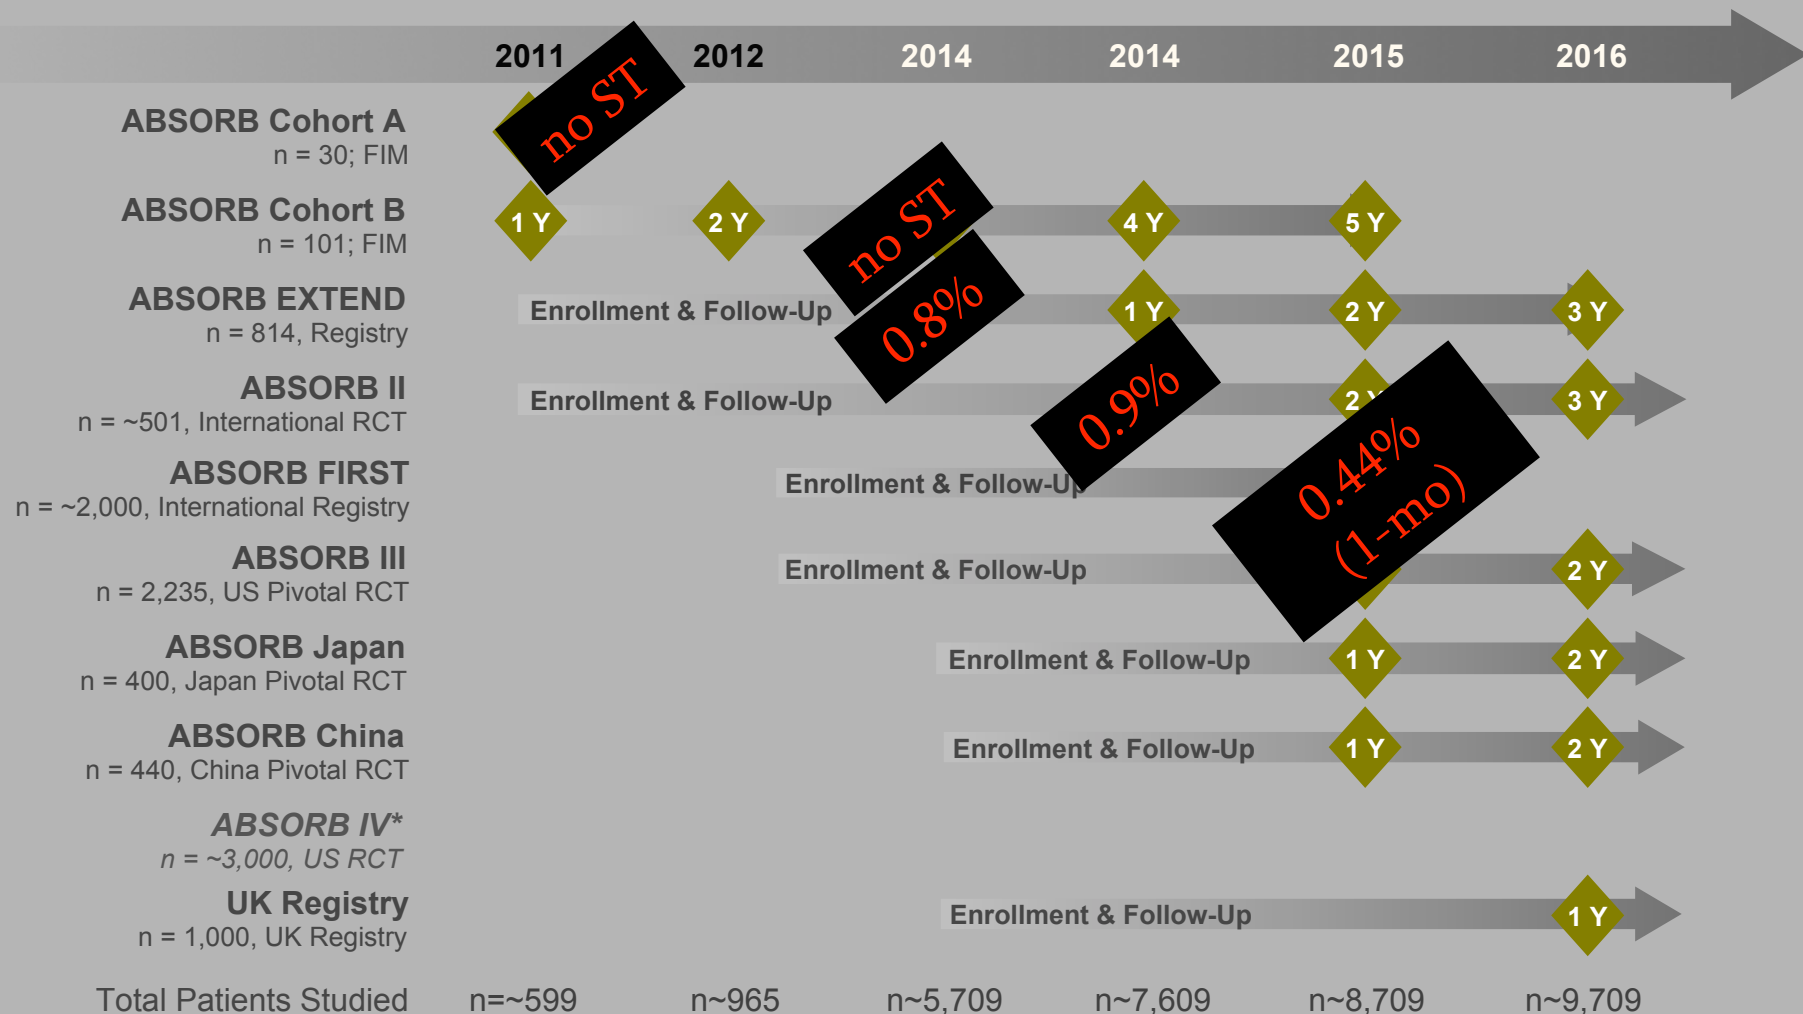 2011 2012 2014 2014 2015 2016
ABSORB Cohort A
n = 30; FIM
no ST
ABSORB Cohort B
n = 101; FIM
1 Y 2 Y 4 Y 5 Y
no ST
ABSORB EXTEND
n = 814, Registry
Enrollment & Follow-Up 1 Y 2 Y 3 Y
0.8%
ABSORB II
n = ~501, International RCT
Enrollment & Follow-Up 2 Y 3 Y
0.9%
ABSORB FIRST
n = ~2,000, International Registry
Enrollment & Follow-Up
0.44%
(1-mo)
ABSORB III
n = 2,235, US Pivotal RCT
Enrollment & Follow-Up 2 Y
ABSORB Japan
n = 400, Japan Pivotal RCT
Enrollment & Follow-Up 1 Y 2 Y
ABSORB China
n = 440, China Pivotal RCT
Enrollment & Follow-Up 1 Y 2 Y
ABSORB IV*
n = ~3,000, US RCT
UK Registry
n = 1,000, UK Registry
Enrollment & Follow-Up 1 Y
Total Patients Studied n=~599 n~965 n~5,709 n~7,609 n~8,709 n~9,709